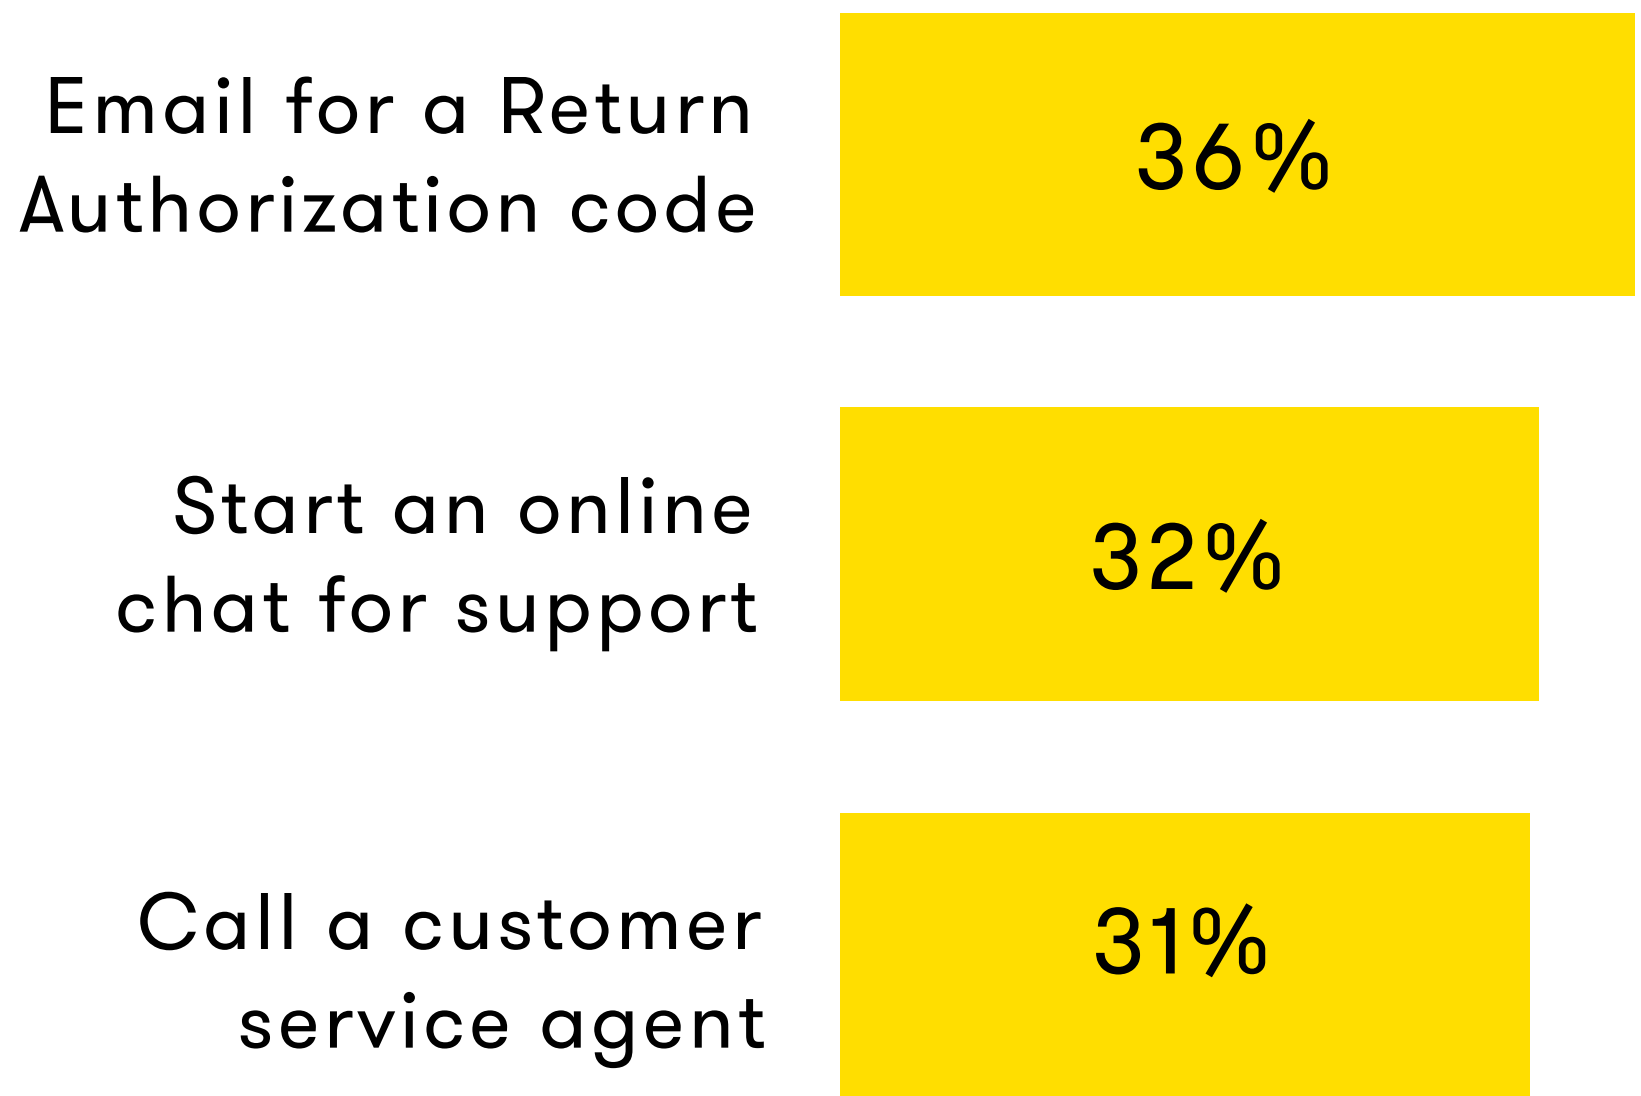 Email for a Return
Authorization code
36%
Start an online
chat for support
32%
Call a customer
service agent
31%